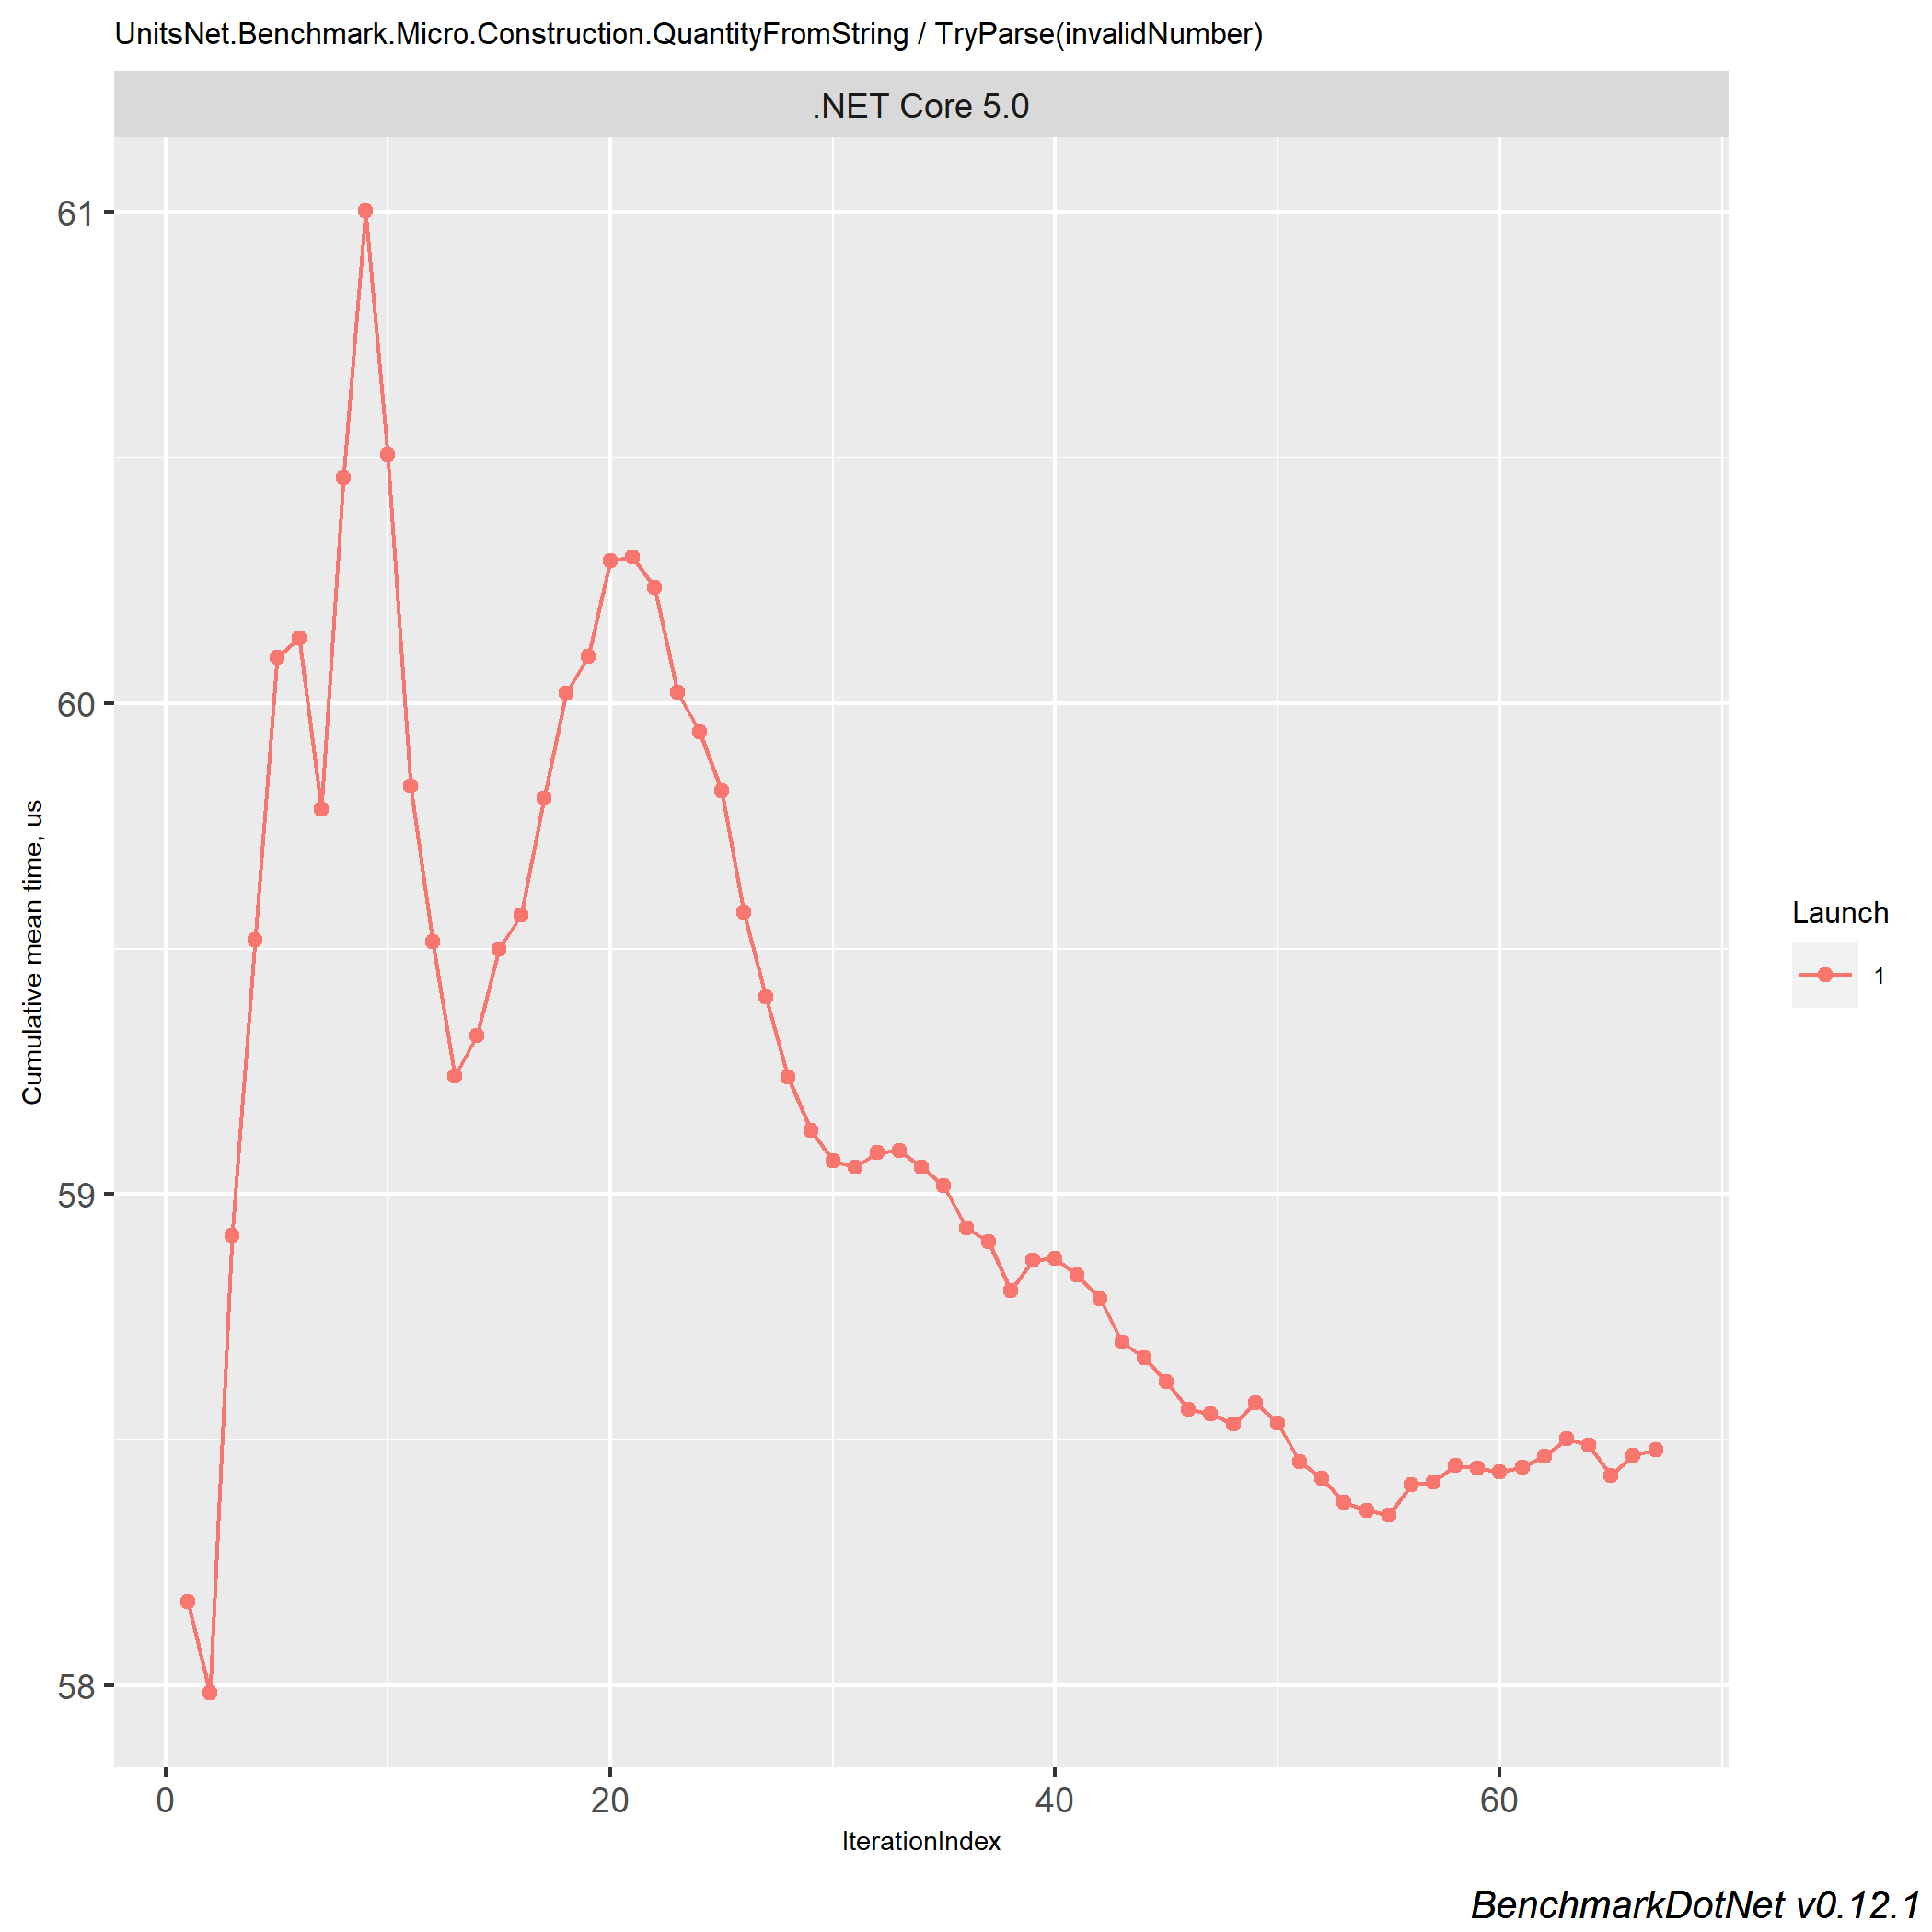 UnitsNet.Benchmark.Micro.Construction.QuantityFromString / TryParse(invalidNumber)
.NET Core 5.0
61
60
59
58
Cumulative mean time, us
0 20 40 60
IterationIndex
Launch
1
BenchmarkDotNet v0.12.1